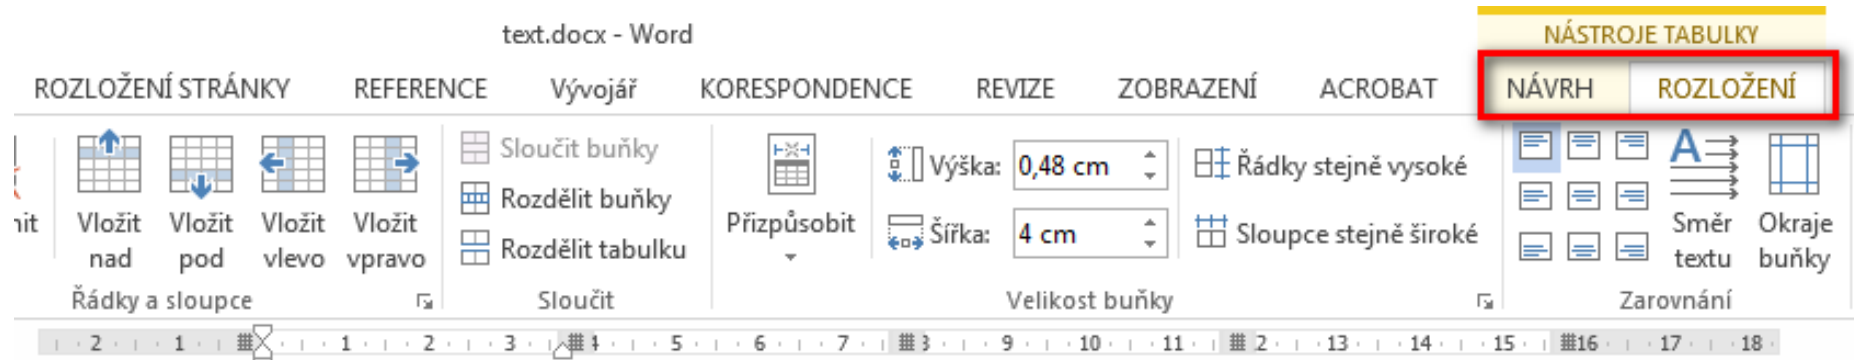 text.docx - Word NÁSTROJE TABULKY
ROZLOŽENÍ STRÁNKY REFERENCE Vývojář KORESPONDENCE REVIZE ZOBRAZENÍ ACROBAT NÁVRH ROZLOŽENÍ
Vložit nad
Vložit pod
Vložit vlevo
Vložit vpravo
Řádky a sloupce
Sloučit buňky
Rozdělit buňky
Rozdělit tabulku
Sloučit
Přizpůsobit
Výška: 0,48 cm
Šířka: 4 cm
Řádky stejně vysoké
Sloupce stejně široké
Velikost buňky
A
Směr textu
Okraje buňky
Zarovnání
2 1 1 2 3 4 5 6 7 9 10 11 13 14 15 16 17 18